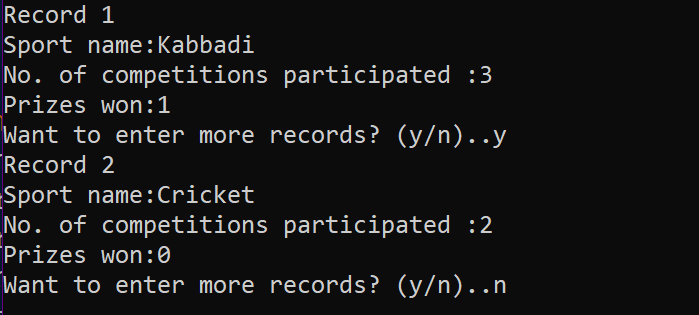 Record 1
Sport name:Kabbadi
No. of competitions participated :3
Prizes won:1
Want to enter more records? (y/n)..y
Record 2
Sport name:Cricket
No. of competitions participated :2
Prizes won:0
Want to enter more records? (y/n)..n